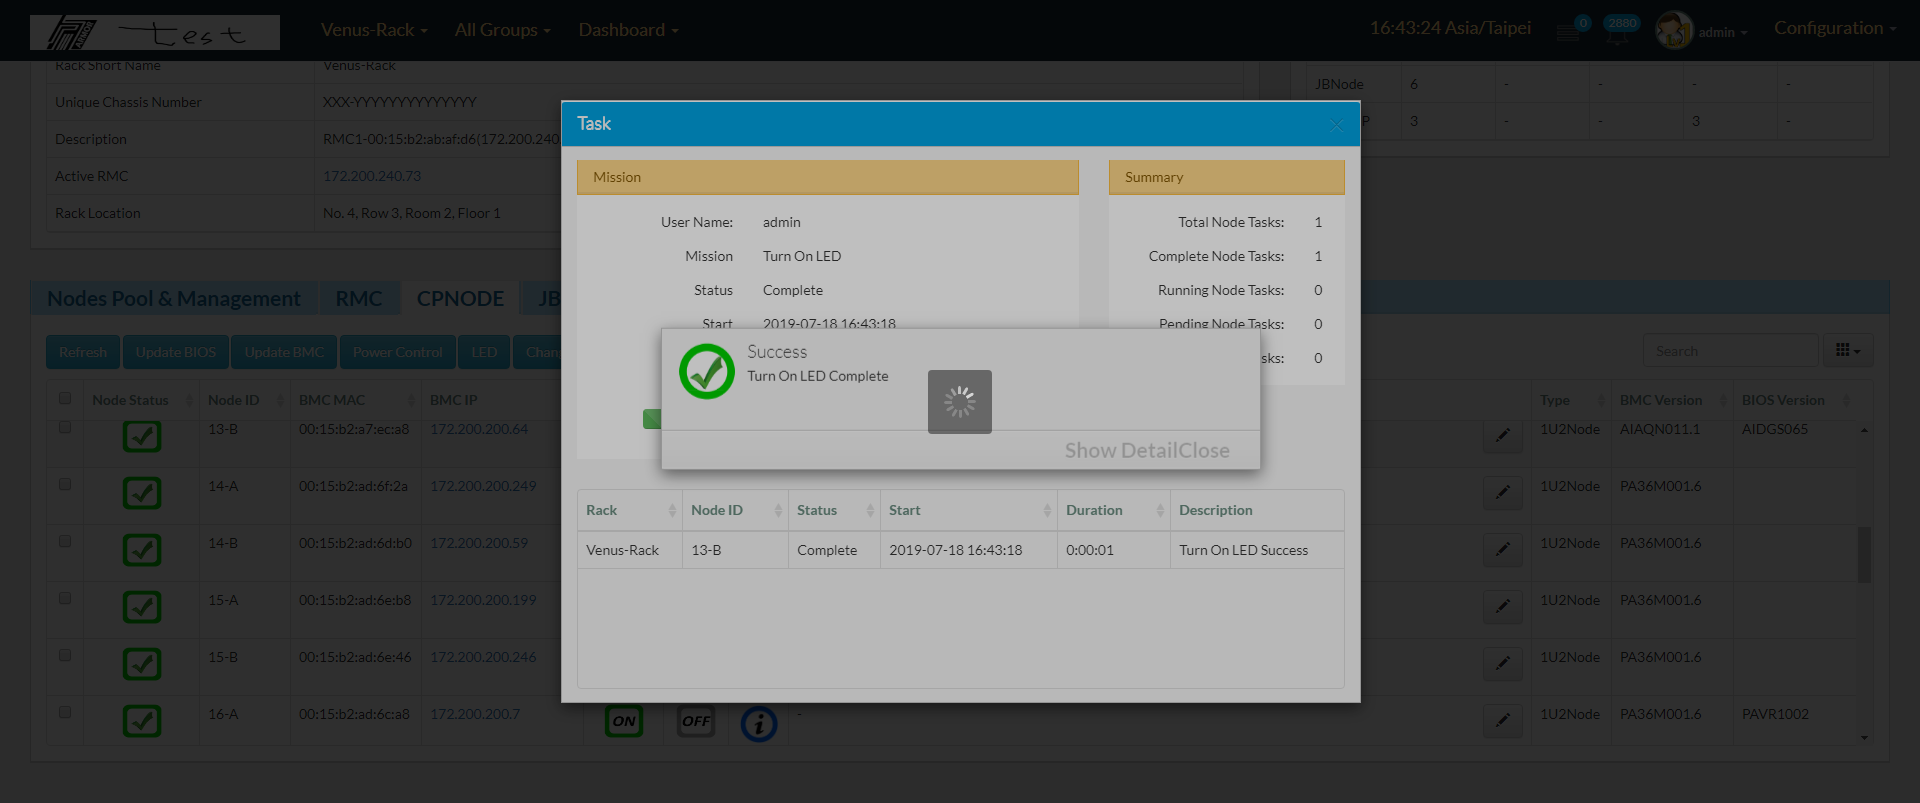 test
Venus-Rack
All Groups
Dashboard
16:43:24 Asia/Taipei
0
2880
admin
Configuration
Rack Short Name Venus-Rack
Unique Chassis Number XXX-YYYYYYYYYYYYYYY
Description RMC1-00:15:b2:ab:af:d6(172.200.240
Active RMC 172.200.240.73
Rack Location No. 4, Row 3, Room 2, Floor 1
JBNode 6 - - - -
P 3 - - 3 -
Task
Mission
User Name: admin
Mission Turn On LED
Status Complete
Start 2019-07-18 16:43:18
Summary
Total Node Tasks: 1
Complete Node Tasks: 1
Running Node Tasks: 0
Pending Node Tasks: 0
sks: 0
Success
Turn On LED Complete
Show DetailClose
Rack Node ID Status Start Duration Description
Venus-Rack 13-B Complete 2019-07-18 16:43:18 0:00:01 Turn On LED Success
Nodes Pool & Management RMC CPNODE JB
Refresh Update BIOS Update BMC Power Control LED Chan
Search
Node Status Node ID BMC MAC BMC IP Type BMC Version BIOS Version
13-B 00:15:b2:a7:ec:a8 172.200.200.64 1U2Node AIAQN011.1 AIDGS065
14-A 00:15:b2:ad:6f:2a 172.200.200.249 1U2Node PA36M001.6
14-B 00:15:b2:ad:6d:b0 172.200.200.59 1U2Node PA36M001.6
15-A 00:15:b2:ad:6e:b8 172.200.200.199 1U2Node PA36M001.6
15-B 00:15:b2:ad:6e:46 172.200.200.246 1U2Node PA36M001.6
16-A 00:15:b2:ad:6c:a8 172.200.200.7 ON OFF i - 1U2Node PA36M001.6 PAVR1002